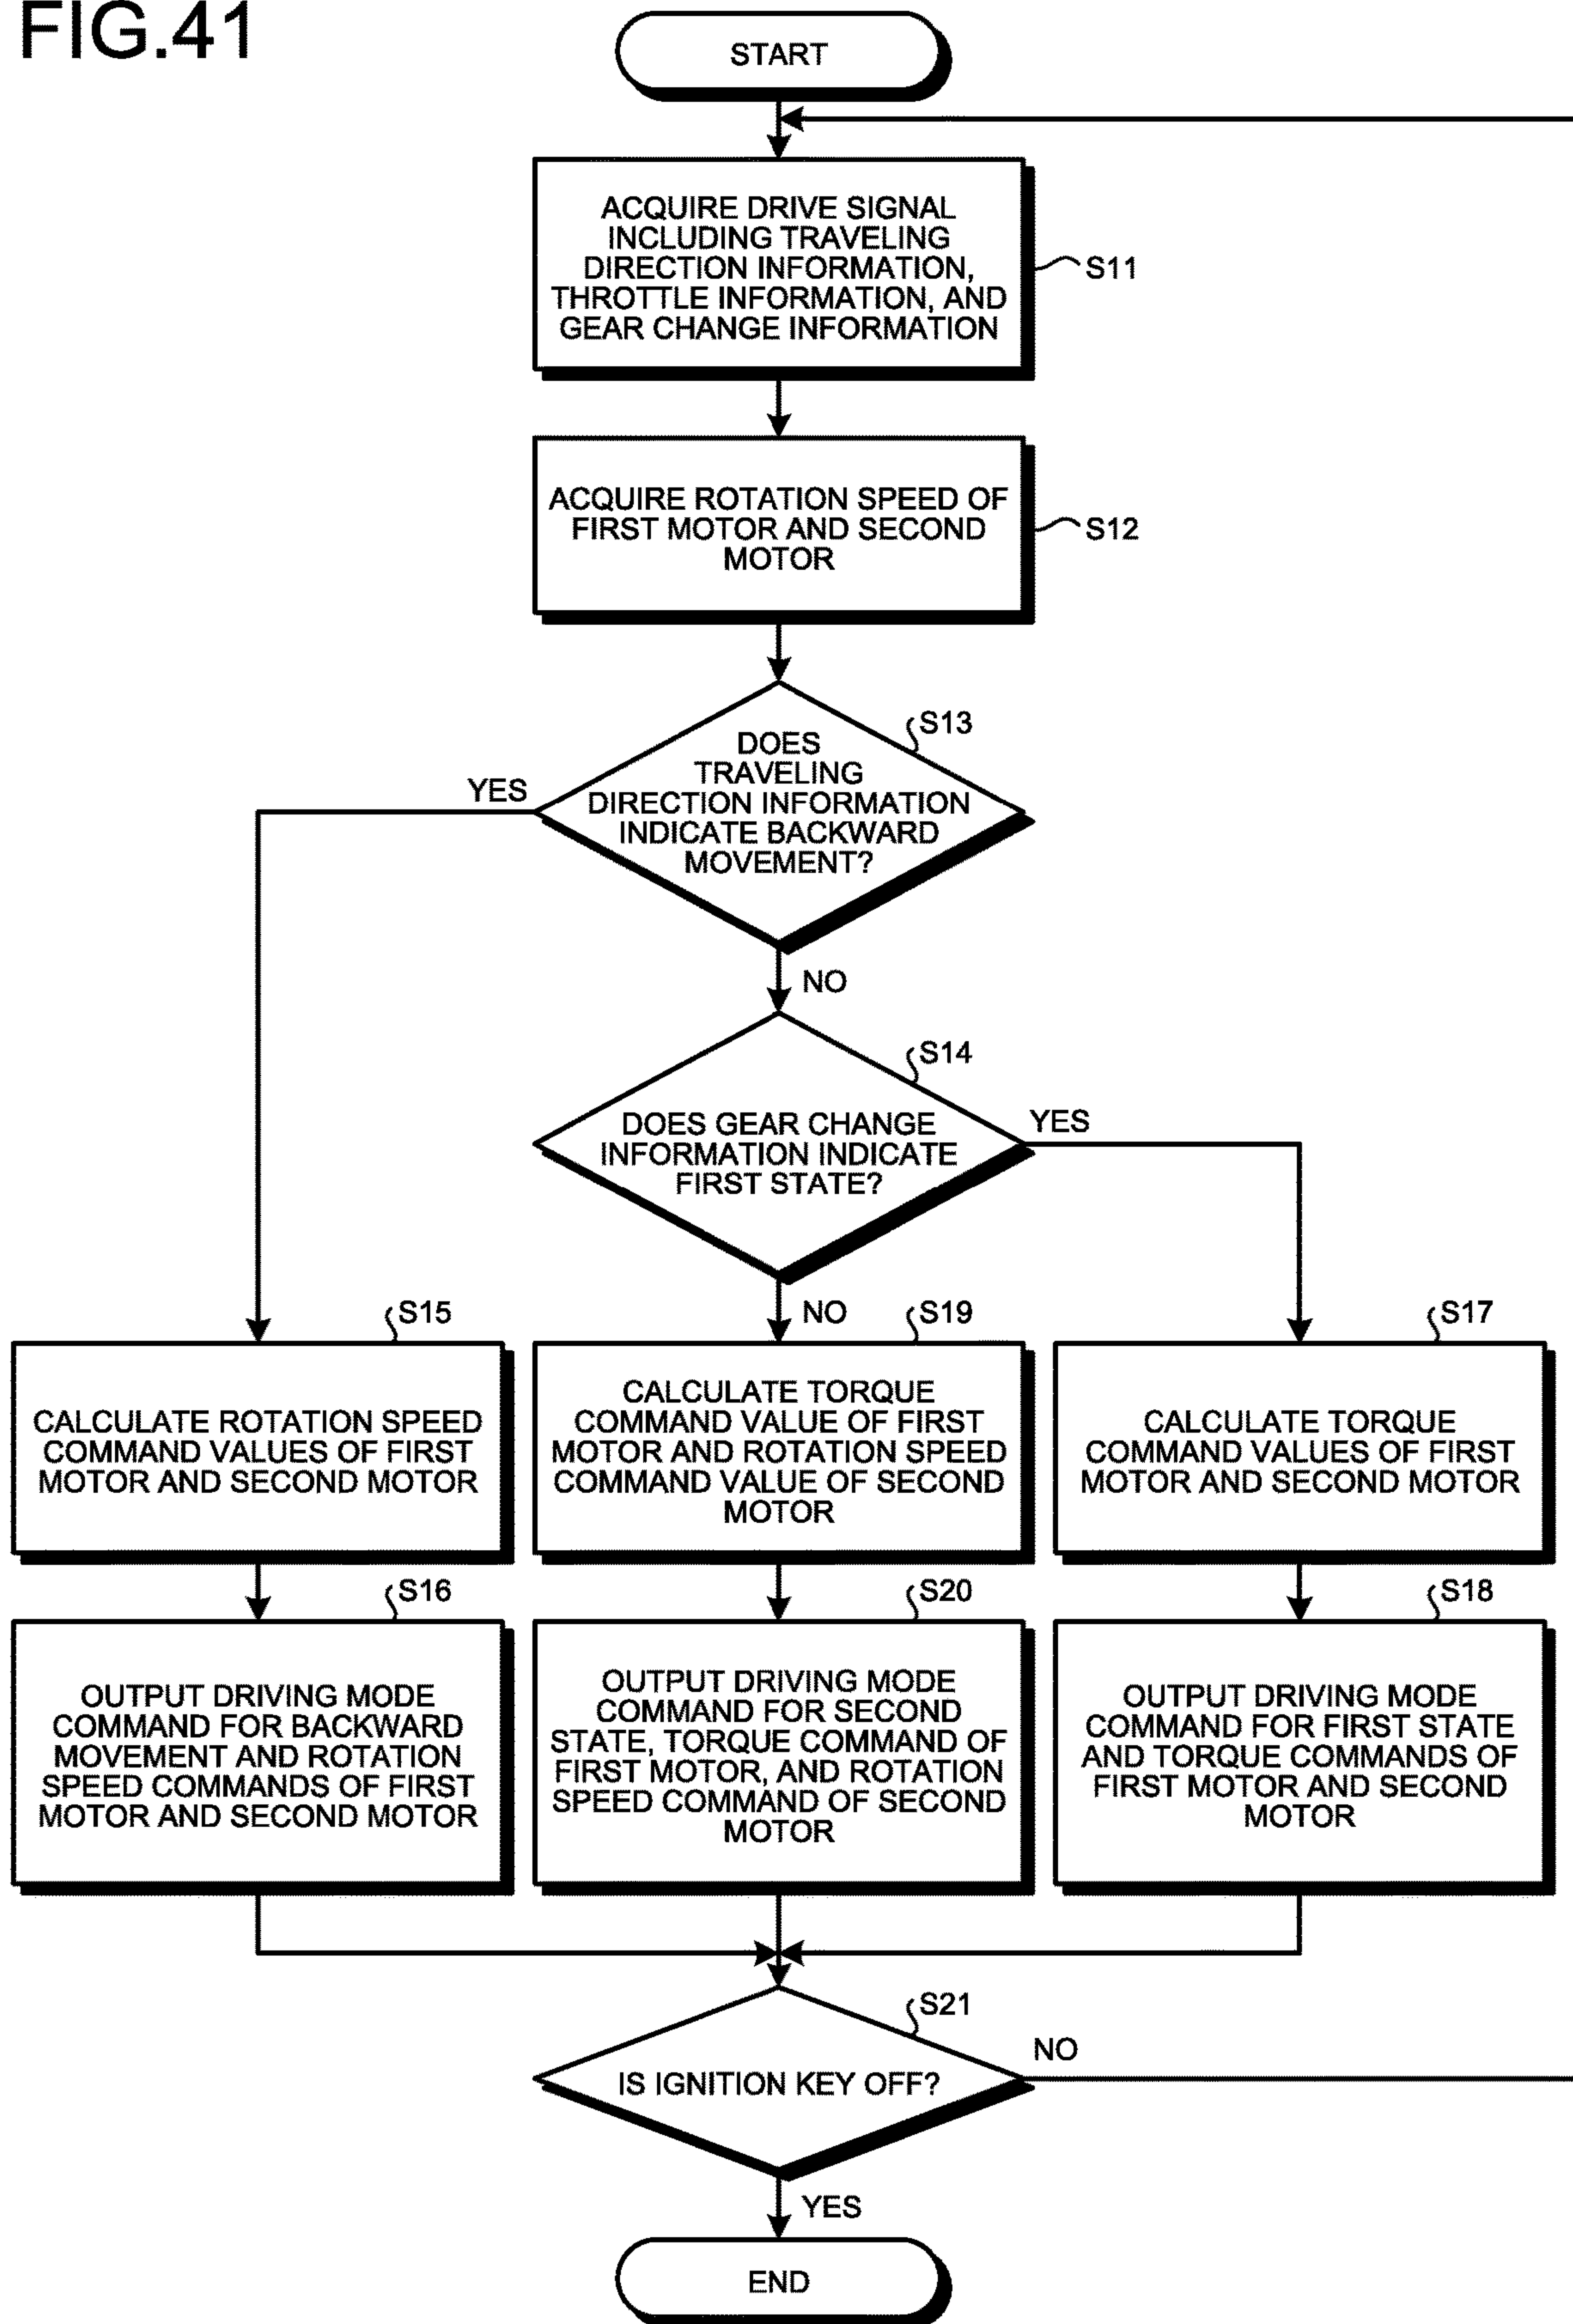 FIG.41
START
ACQUIRE DRIVE SIGNAL
INCLUDING TRAVELING
DIRECTION INFORMATION,
THROTTLE INFORMATION, AND
GEAR CHANGE INFORMATION
S11
ACQUIRE ROTATION SPEED OF
FIRST MOTOR AND SECOND
MOTOR
S12
S13
DOES
TRAVELING
DIRECTION INFORMATION
INDICATE BACKWARD
MOVEMENT?
YES
NO
S14
DOES GEAR CHANGE
INFORMATION INDICATE
FIRST STATE?
YES
NO
S15
CALCULATE ROTATION SPEED
COMMAND VALUES OF FIRST
MOTOR AND SECOND MOTOR
S19
CALCULATE TORQUE
COMMAND VALUE OF FIRST
MOTOR AND ROTATION SPEED
COMMAND VALUE OF SECOND
MOTOR
S17
CALCULATE TORQUE
COMMAND VALUES OF FIRST
MOTOR AND SECOND MOTOR
S16
OUTPUT DRIVING MODE
COMMAND FOR BACKWARD
MOVEMENT AND ROTATION
SPEED COMMANDS OF FIRST
MOTOR AND SECOND MOTOR
S20
OUTPUT DRIVING MODE
COMMAND FOR SECOND
STATE, TORQUE COMMAND OF
FIRST MOTOR, AND ROTATION
SPEED COMMAND OF SECOND
MOTOR
S18
OUTPUT DRIVING MODE
COMMAND FOR FIRST STATE
AND TORQUE COMMANDS OF
FIRST MOTOR AND SECOND
MOTOR
S21
IS IGNITION KEY OFF?
NO
YES
END